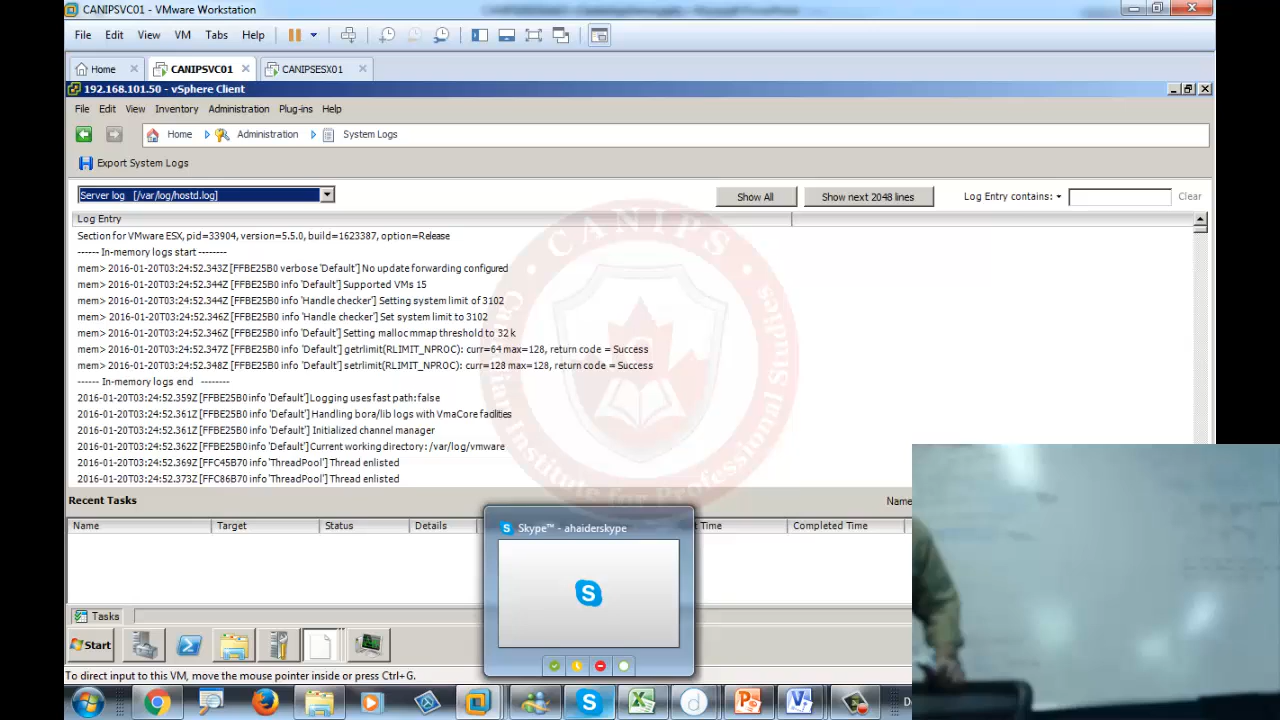 CANIPSVC01 - VMware Workstation
File Edit View VM Tabs Help
Home CANIPSVC01 CANIPSESX01
192.168.101.50 - vSphere Client
File Edit View Inventory Administration Plug-ins Help
Home Administration System Logs
Export System Logs
Server log [/var/log/hostd.log] Show All Show next 2048 lines Log Entry contains: Clear
Log Entry
Section for VMware ESX, pid=33904, version=5.5.0, build=1623387, option=Release
------ In-memory logs start --------
mem> 2016-01-20T03:24:52.343Z [FFBE25B0 verbose 'Default'] No update forwarding configured
mem> 2016-01-20T03:24:52.344Z [FFBE25B0 info 'Default'] Supported VMs 15
mem> 2016-01-20T03:24:52.344Z [FFBE25B0 info 'Handle checker'] Setting system limit of 3102
mem> 2016-01-20T03:24:52.346Z [FFBE25B0 info 'Handle checker'] Set system limit to 3102
mem> 2016-01-20T03:24:52.346Z [FFBE25B0 info 'Default'] Setting malloc mmap threshold to 32 k
mem> 2016-01-20T03:24:52.347Z [FFBE25B0 info 'Default'] getrlimit(RLIMIT_NPROC): curr=64 max=128, return code = Success
mem> 2016-01-20T03:24:52.348Z [FFBE25B0 info 'Default'] setrlimit(RLIMIT_NPROC): curr=128 max=128, return code = Success
------ In-memory logs end --------
2016-01-20T03:24:52.359Z [FFBE25B0 info 'Default'] Logging uses fast path: false
2016-01-20T03:24:52.361Z [FFBE25B0 info 'Default'] Handling bora/lib logs with VmaCore facilities
2016-01-20T03:24:52.361Z [FFBE25B0 info 'Default'] Initialized channel manager
2016-01-20T03:24:52.362Z [FFBE25B0 info 'Default'] Current working directory: /var/log/vmware
2016-01-20T03:24:52.369Z [FFC45B70 info 'ThreadPool'] Thread enlisted
2016-01-20T03:24:52.373Z [FFC86B70 info 'ThreadPool'] Thread enlisted
CANIPS
Canadian Institute for Professional Studies
Recent Tasks Name
Name Target Status Details Time Completed Time
Skype™ - ahaiderskype
Tasks
Start
To direct input to this VM, move the mouse pointer inside or press Ctrl+G.